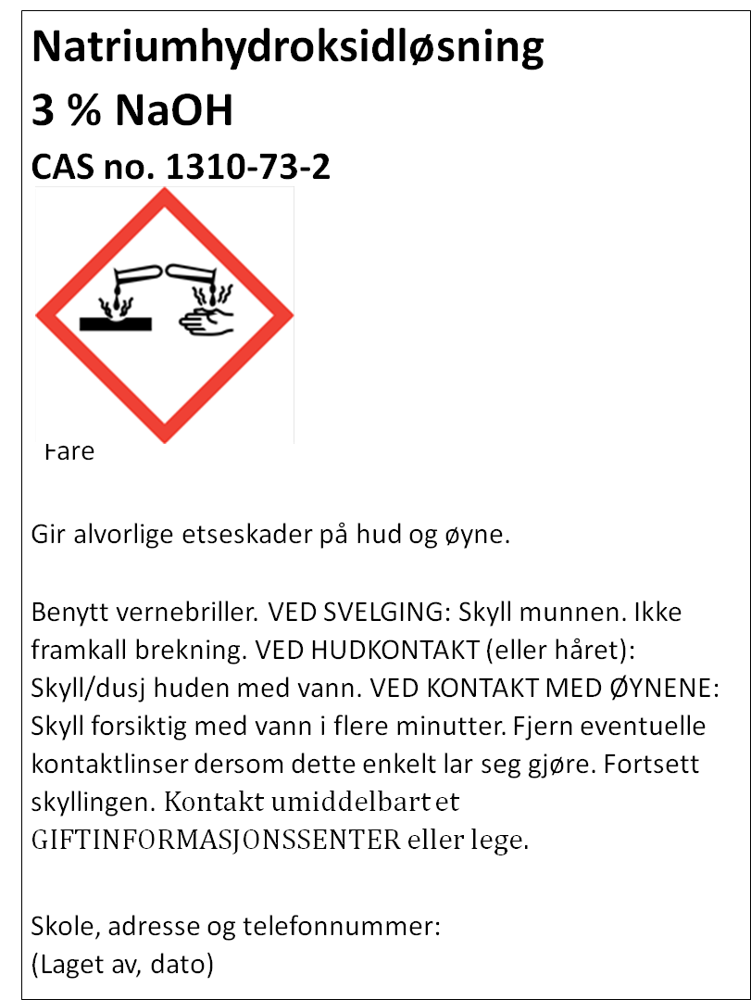 Natriumhydroksidløsning
3 % NaOH
CAS no. 1310-73-2
Fare
Gir alvorlige etseskader på hud og øyne.
Benytt vernebriller. VED SVELGING: Skyll munnen. Ikke
framkall brekning. VED HUDKONTAKT (eller håret):
Skyll/dusj huden med vann. VED KONTAKT MED ØYNENE:
Skyll forsiktig med vann i flere minutter. Fjern eventuelle
kontaktlinser dersom dette enkelt lar seg gjøre. Fortsett
skyllingen. Kontakt umiddelbart et
GIFTINFORMASJONSSENTER eller lege.
Skole, adresse og telefonnummer:
(Laget av, dato)